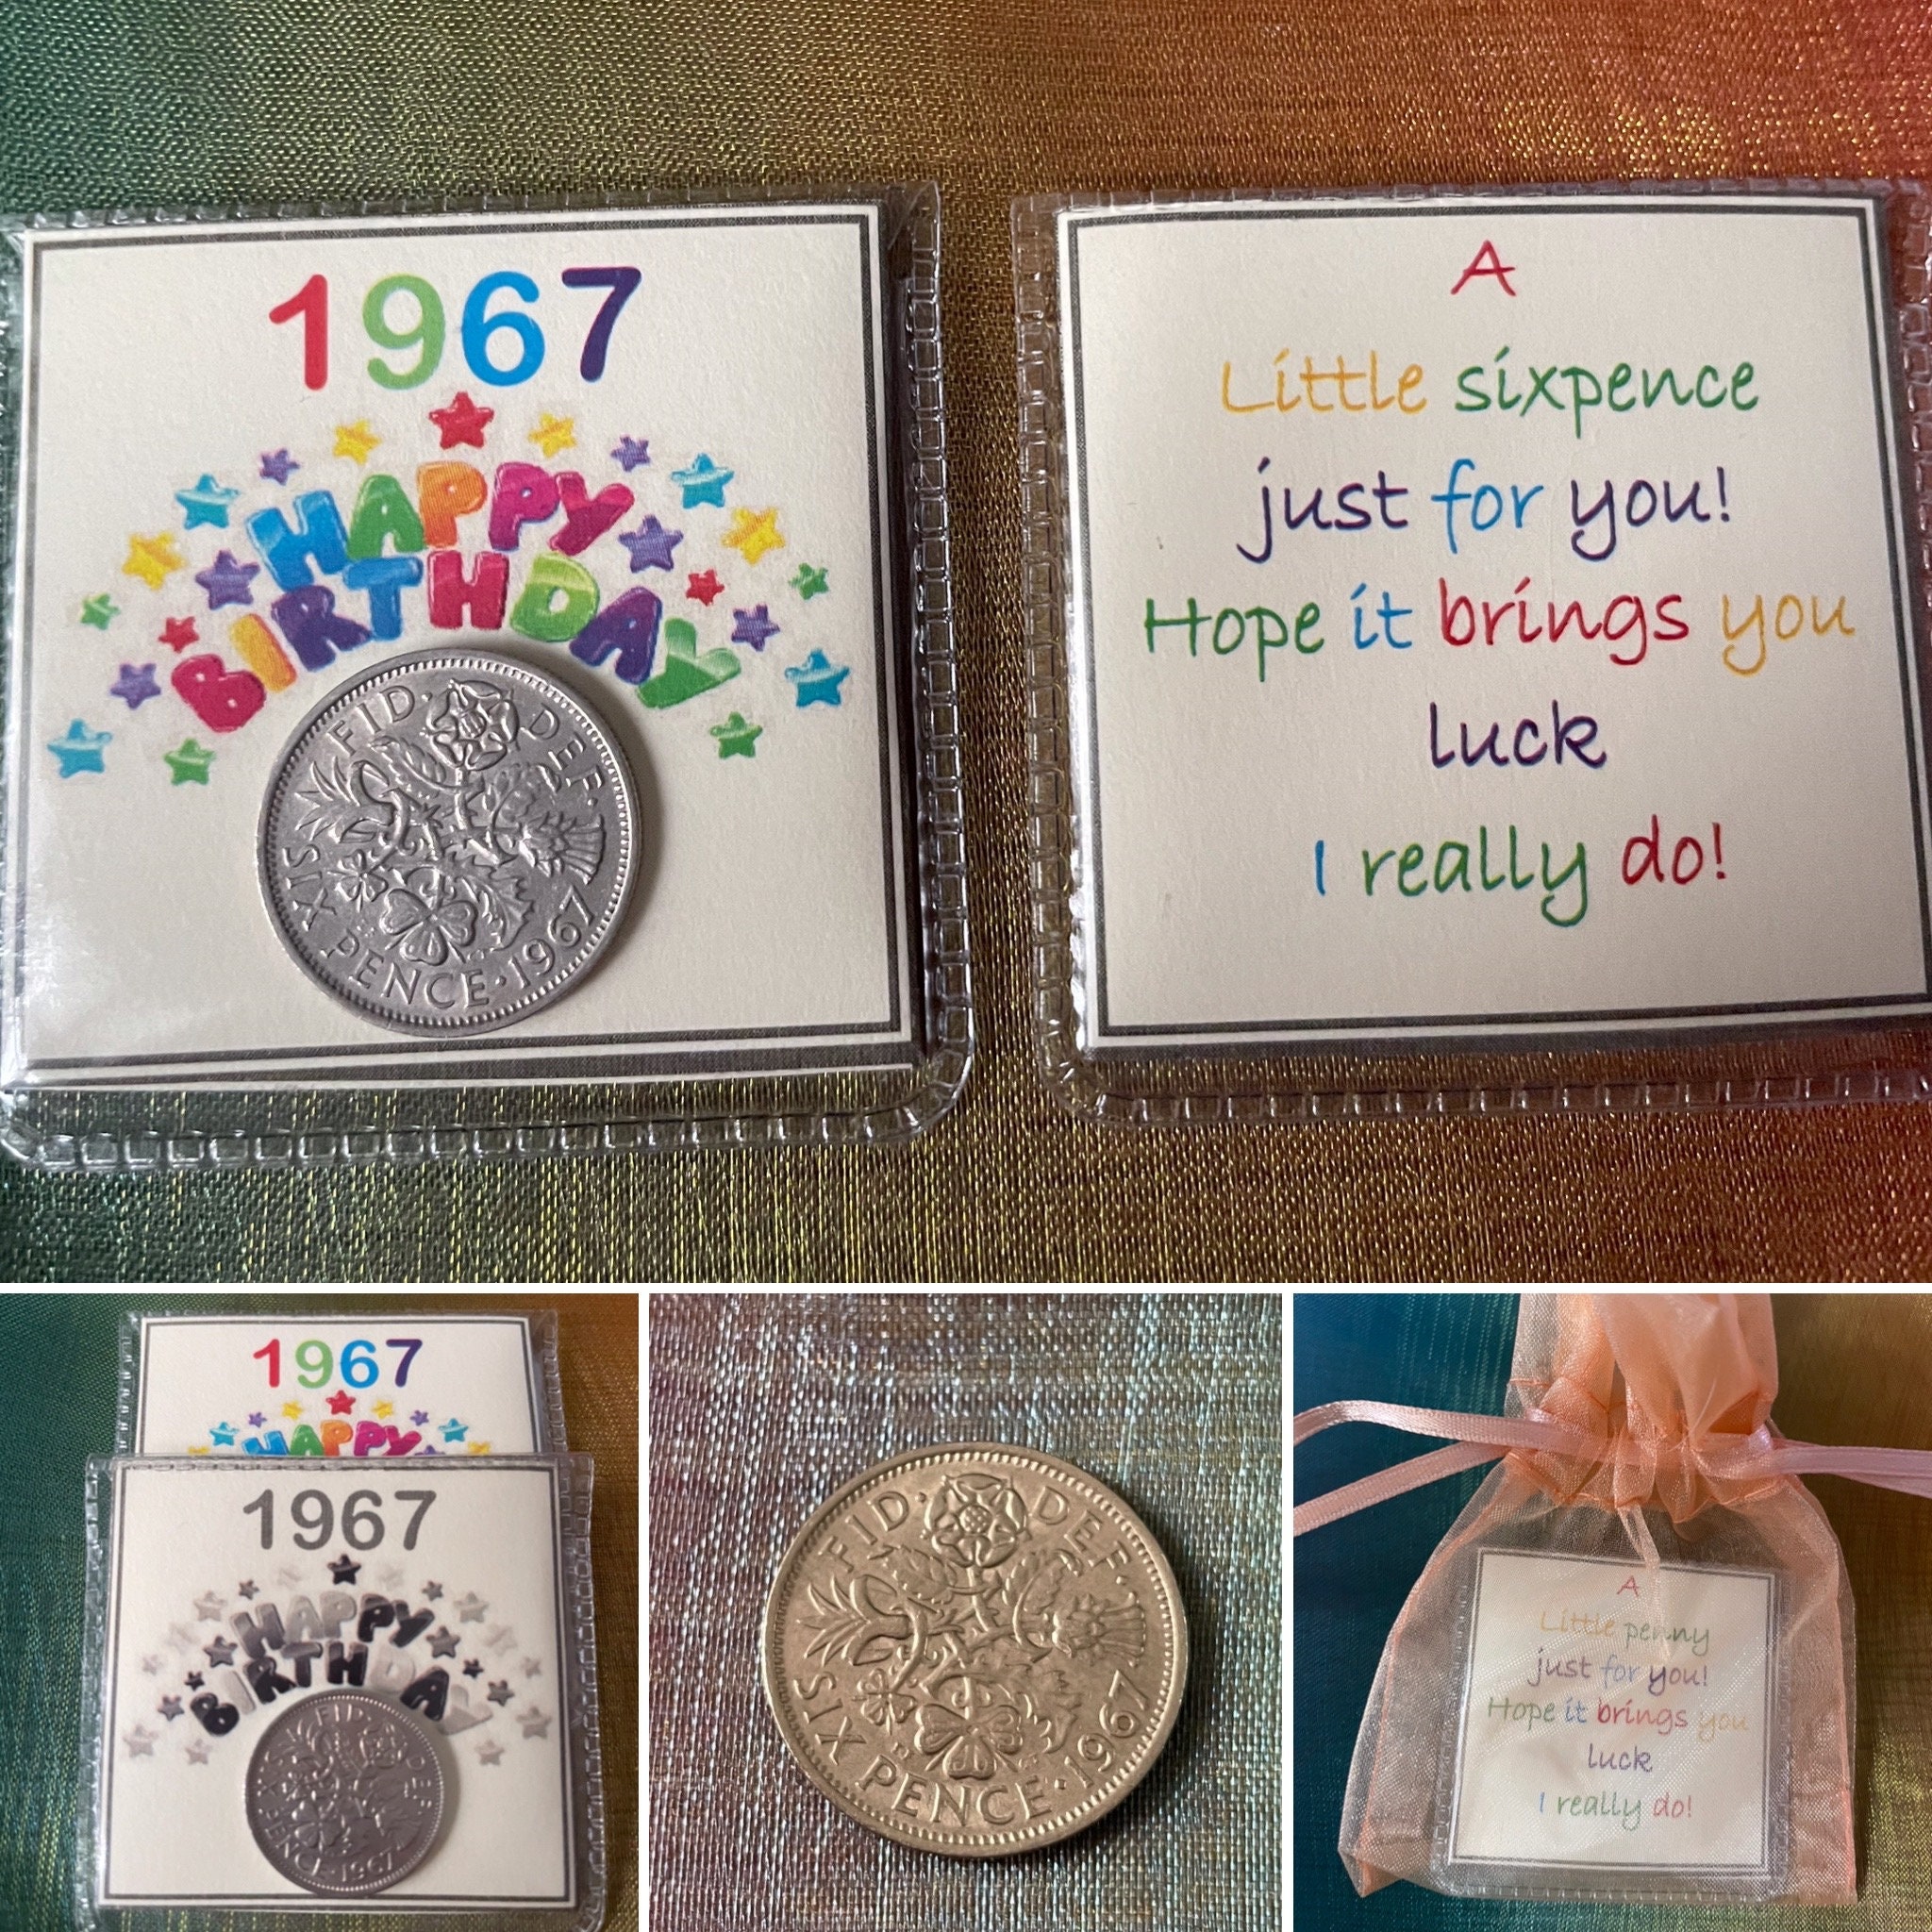 1967
HAPPY
BIRTHDAY
FID · DEF ·
SIX PENCE · 1967
A
Little sixpence
just for you!
Hope it brings you
luck
I really do!
1967
HAPPY
1967
HAPPY
BIRTHDAY
FID DEF
PENCE · 1967
FID · DEF ·
SIX PENCE · 1967
A
Little penny
just for you!
Hope it brings you
luck
I really do!